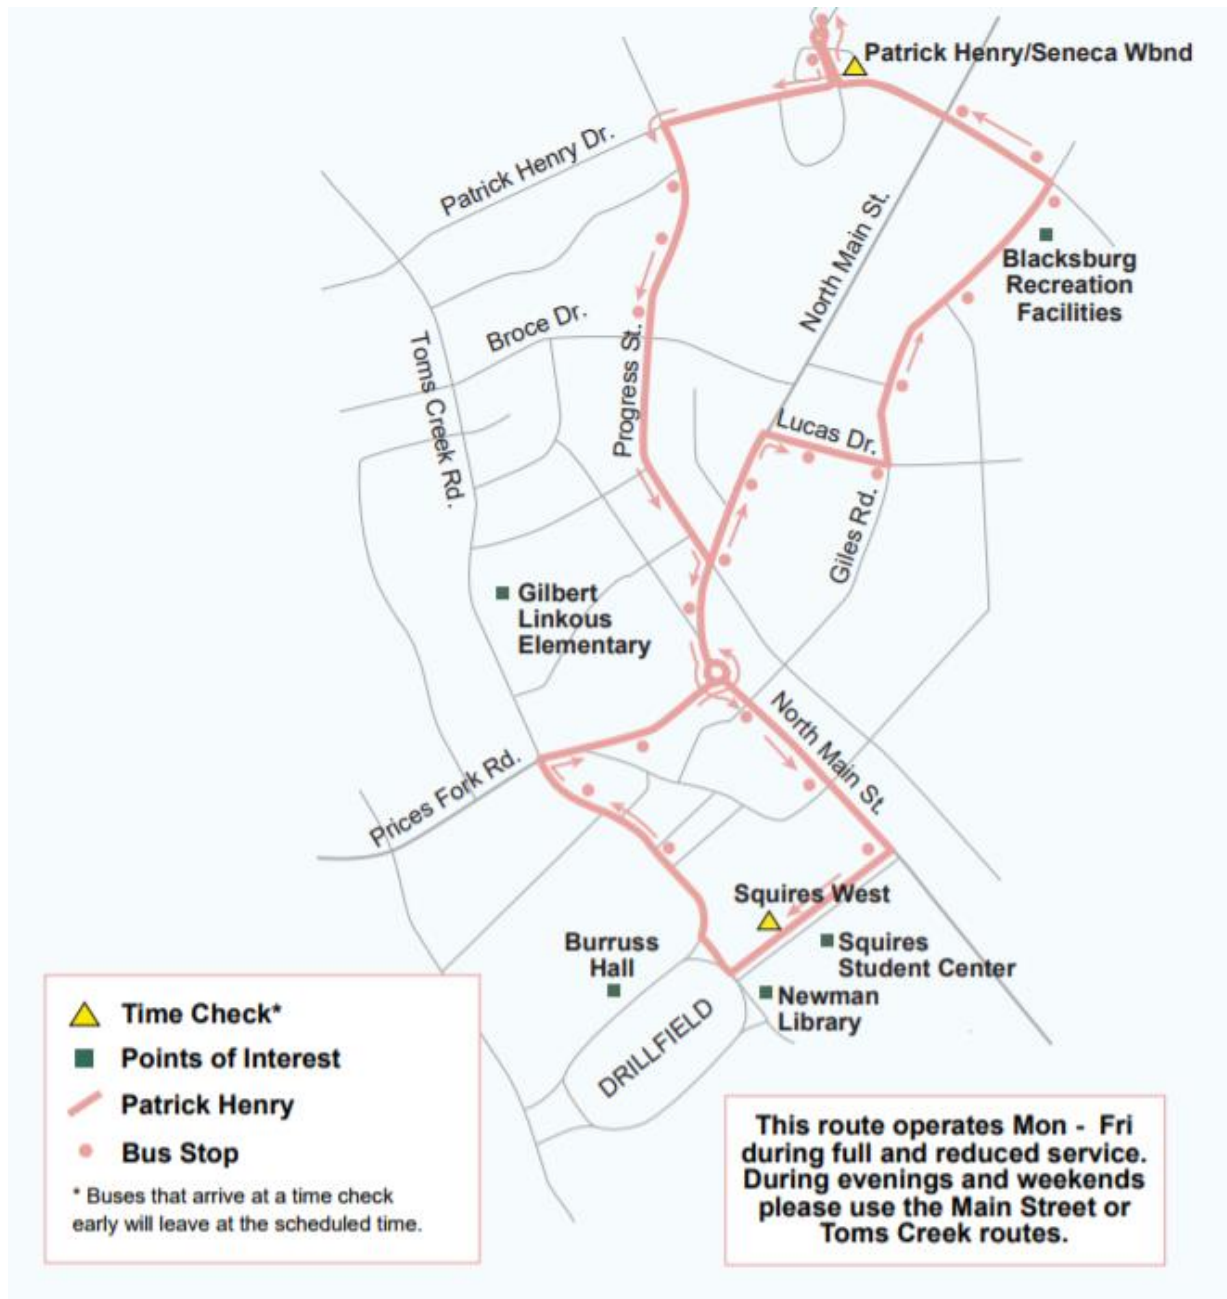 Patrick Henry/Seneca Wbnd
Patrick Henry Dr.
North Main St.
Blacksburg
Recreation
Facilities
Broce Dr.
Toms Creek Rd.
Progress St.
Lucas Dr.
Giles Rd.
Gilbert
Linkous
Elementary
North Main St.
Prices Fork Rd.
Squires West
Burruss
Hall
Squires
Student Center
Newman
Library
DRILLFIELD
Time Check*
Points of Interest
Patrick Henry
Bus Stop
* Buses that arrive at a time check
early will leave at the scheduled time.
This route operates Mon - Fri
during full and reduced service.
During evenings and weekends
please use the Main Street or
Toms Creek routes.